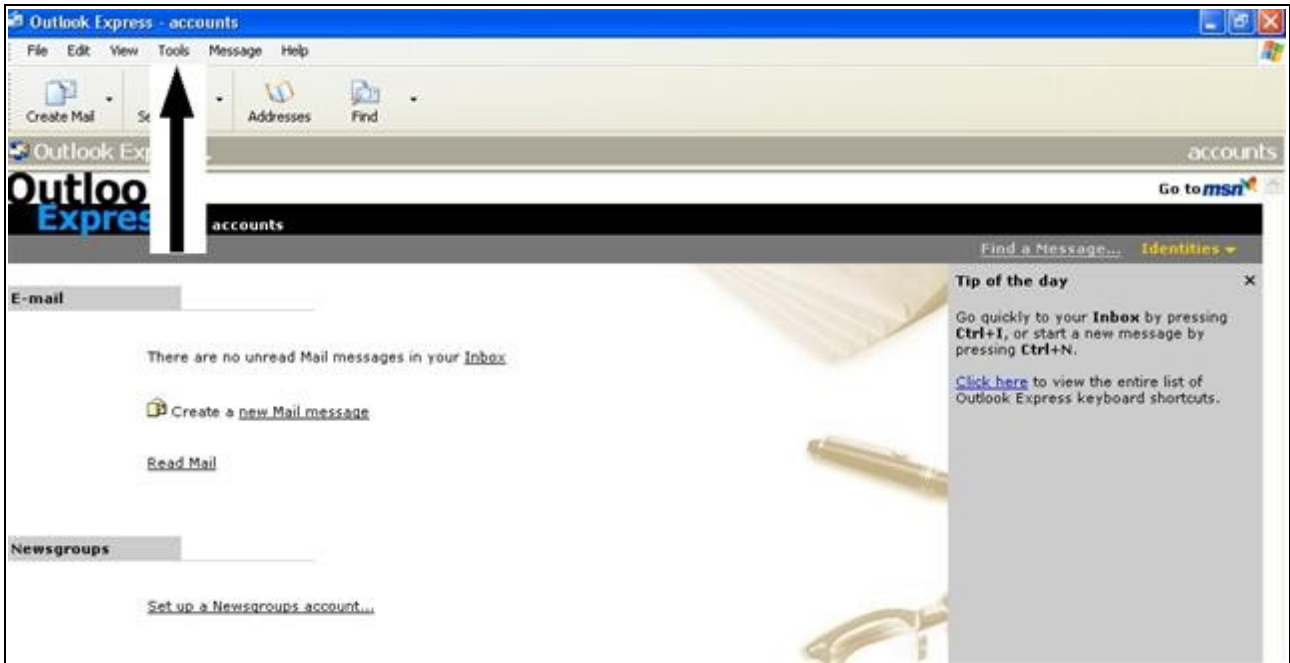 Outlook Express - accounts
File Edit View Tools Message Help
Create Mail Addresses Find
Outlook accounts
Go to msn
accounts
Find a Message... Identities
E-mail
There are no unread Mail messages in your Inbox
Create a new Mail message
Read Mail
Newsgroups
Set up a Newsgroups account...
Tip of the day x
Go quickly to your Inbox by pressing
Ctrl+I, or start a new message by
pressing Ctrl+N.
Click here to view the entire list of
Outlook Express keyboard shortcuts.